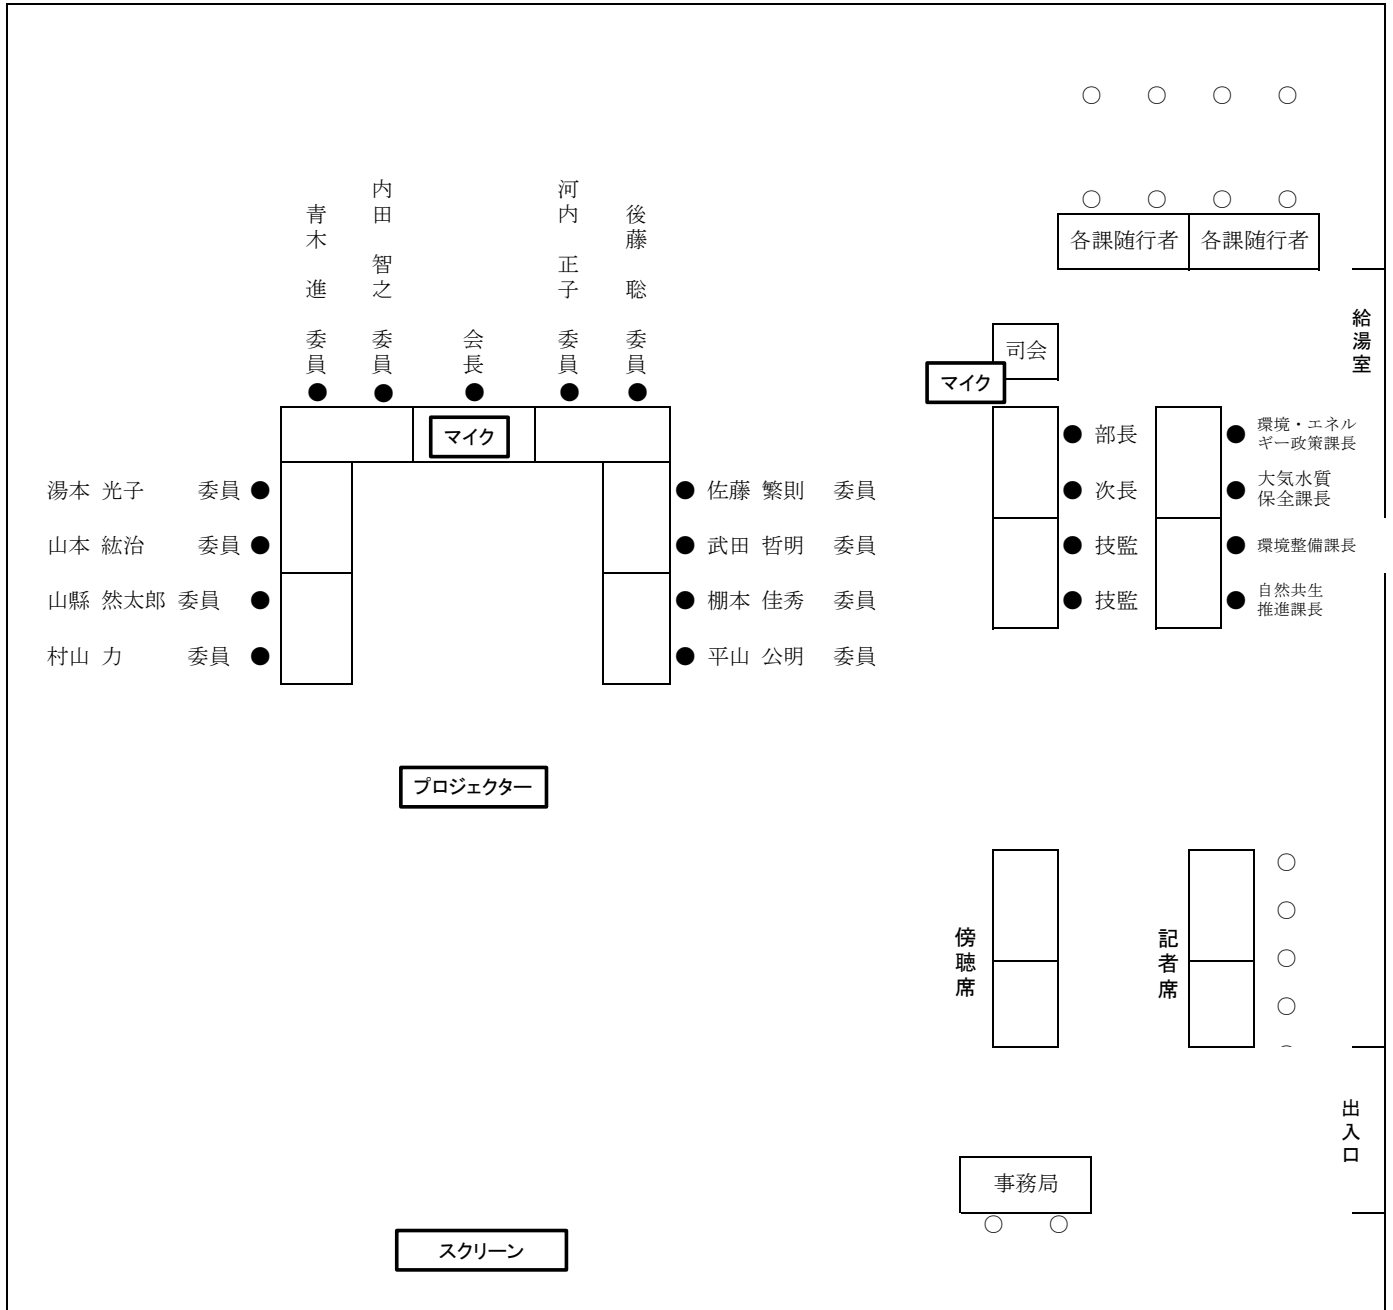 青木 進 委員
内田 智之 委員
会長
河内 正子 委員
後藤 聡 委員
各課随行者 各課随行者
給湯室
司会
マイク
マイク
湯本 光子 委員
山本 紘治 委員
山縣 然太郎 委員
村山 力 委員
佐藤 繁則 委員
武田 哲明 委員
棚本 佳秀 委員
平山 公明 委員
部長
次長
技監
技監
環境・エネル
ギー政策課長
大気水質
保全課長
環境整備課長
自然共生
推進課長
プロジェクター
傍聴席
記者席
出入口
事務局
スクリーン